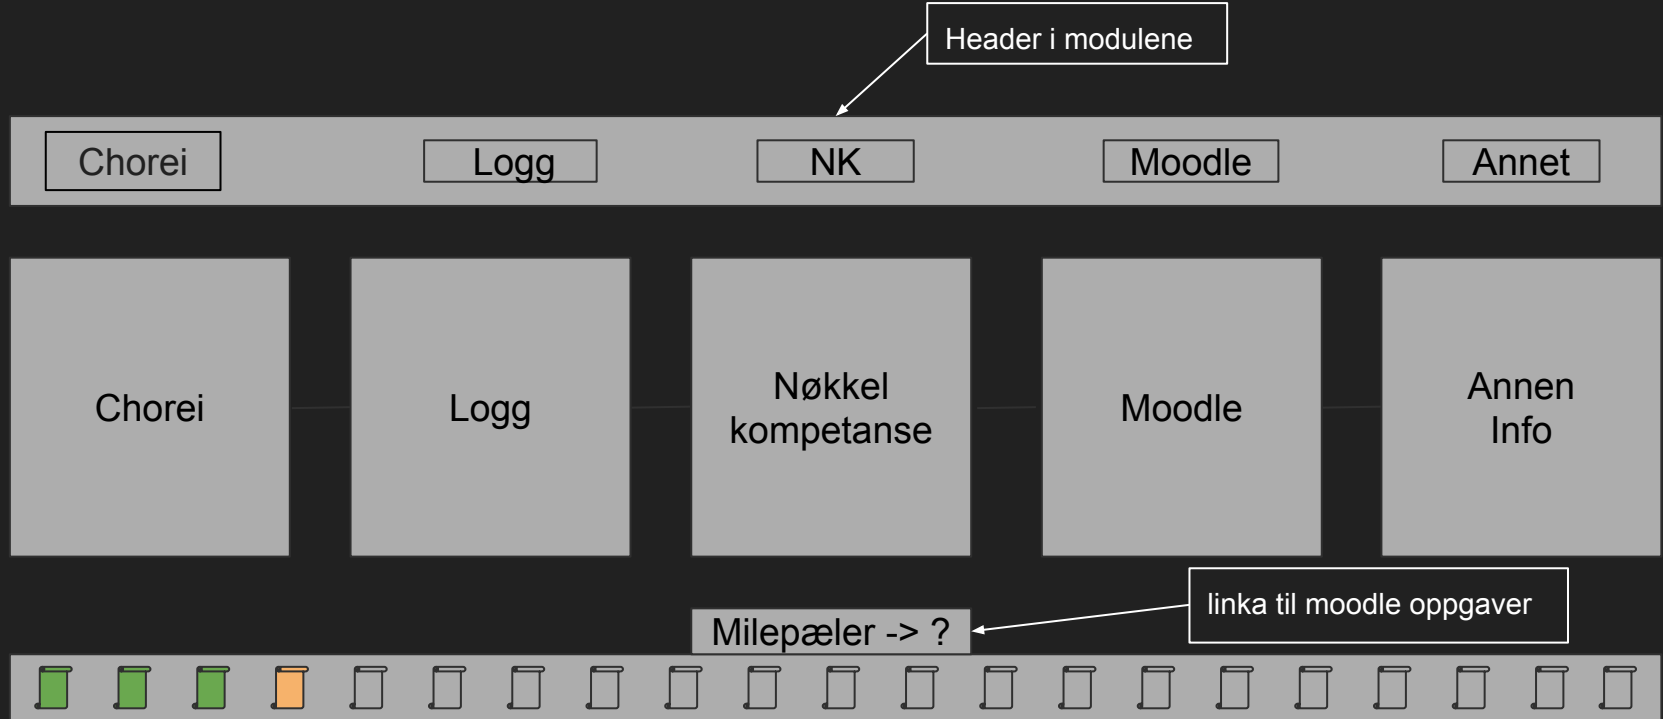 Header i modulene
Chorei
Logg
NK
Moodle
Annet
Chorei
Logg
Nøkkel
kompetanse
Moodle
Annen
Info
linka til moodle oppgaver
Milepæler -> ?